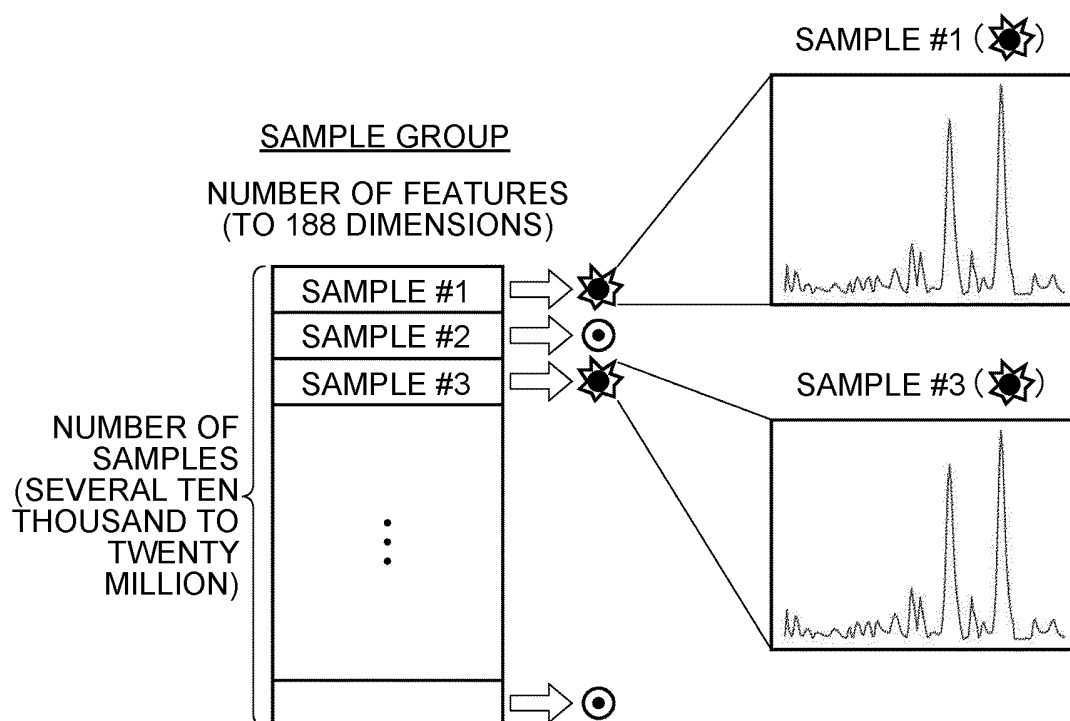 SAMPLE #1 ( )
SAMPLE GROUP
NUMBER OF FEATURES
(TO 188 DIMENSIONS)
SAMPLE #1
SAMPLE #2
SAMPLE #3
SAMPLE #3 ( )
NUMBER OF
SAMPLES
(SEVERAL TEN
THOUSAND TO
TWENTY
MILLION)